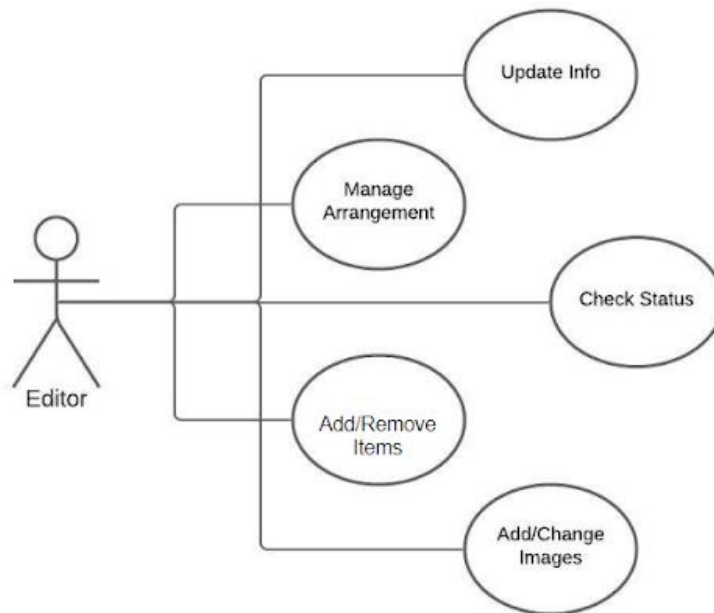 Update Info
Manage
Arrangement
Check Status
Editor
Add/Remove
Items
Add/Change
Images